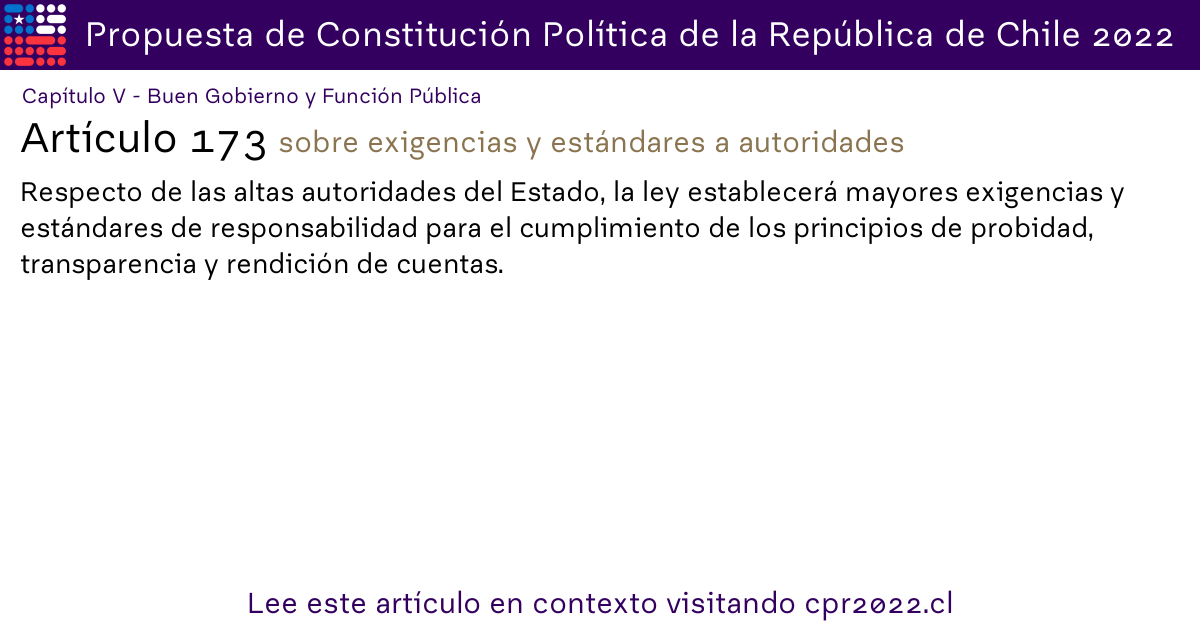 Propuesta de Constitución Política de la República de Chile 2022
Capítulo V - Buen Gobierno y Función Pública
Artículo 173 sobre exigencias y estándares a autoridades
Respecto de las altas autoridades del Estado, la ley establecerá mayores exigencias y
estándares de responsabilidad para el cumplimiento de los principios de probidad,
transparencia y rendición de cuentas.
Lee este artículo en contexto visitando cpr2022.cl